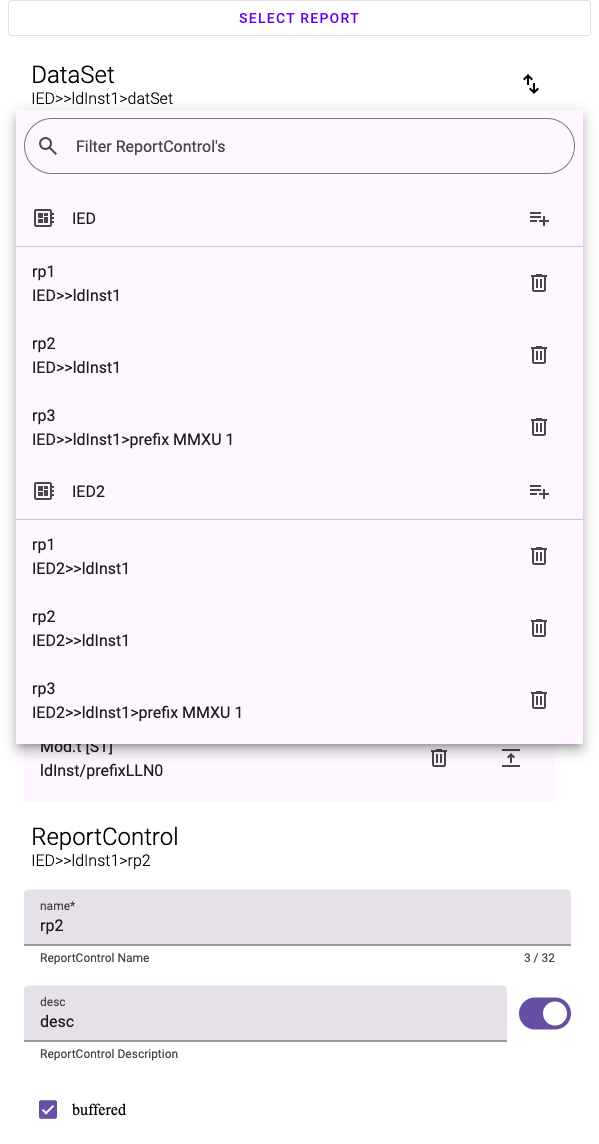 SELECT REPORT
DataSet
IED>>ldInst1>datSet
Filter ReportControl's
IED
rp1
IED>>ldInst1
rp2
IED>>ldInst1
rp3
IED>>ldInst1>prefix MMXU 1
IED2
rp1
IED2>>ldInst1
rp2
IED2>>ldInst1
rp3
IED2>>ldInst1>prefix MMXU 1
Mod.t [ST]
ldInst/prefixLLN0
ReportControl
IED>>ldInst1>rp2
name*
rp2
ReportControl Name 3 / 32
desc
desc
ReportControl Description
buffered